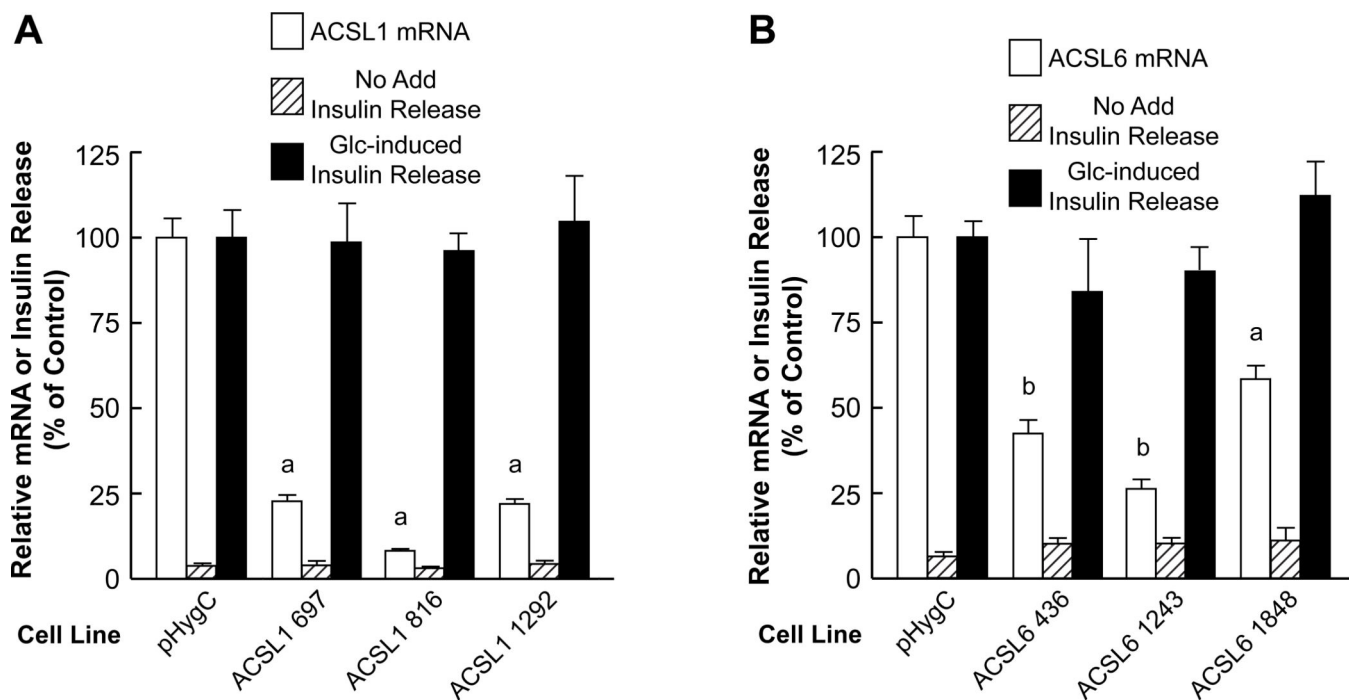 A
ACSL1 mRNA
No Add
Insulin Release
Glc-induced
Insulin Release
Relative mRNA or Insulin Release
(% of Control)
125
100
75
50
25
0
a
a
a
Cell Line
pHygC
ACSL1 697
ACSL1 816
ACSL1 1292
B
ACSL6 mRNA
No Add
Insulin Release
Glc-induced
Insulin Release
Relative mRNA or Insulin Release
(% of Control)
125
100
75
50
25
0
b
b
a
Cell Line
pHygC
ACSL6 436
ACSL6 1243
ACSL6 1848